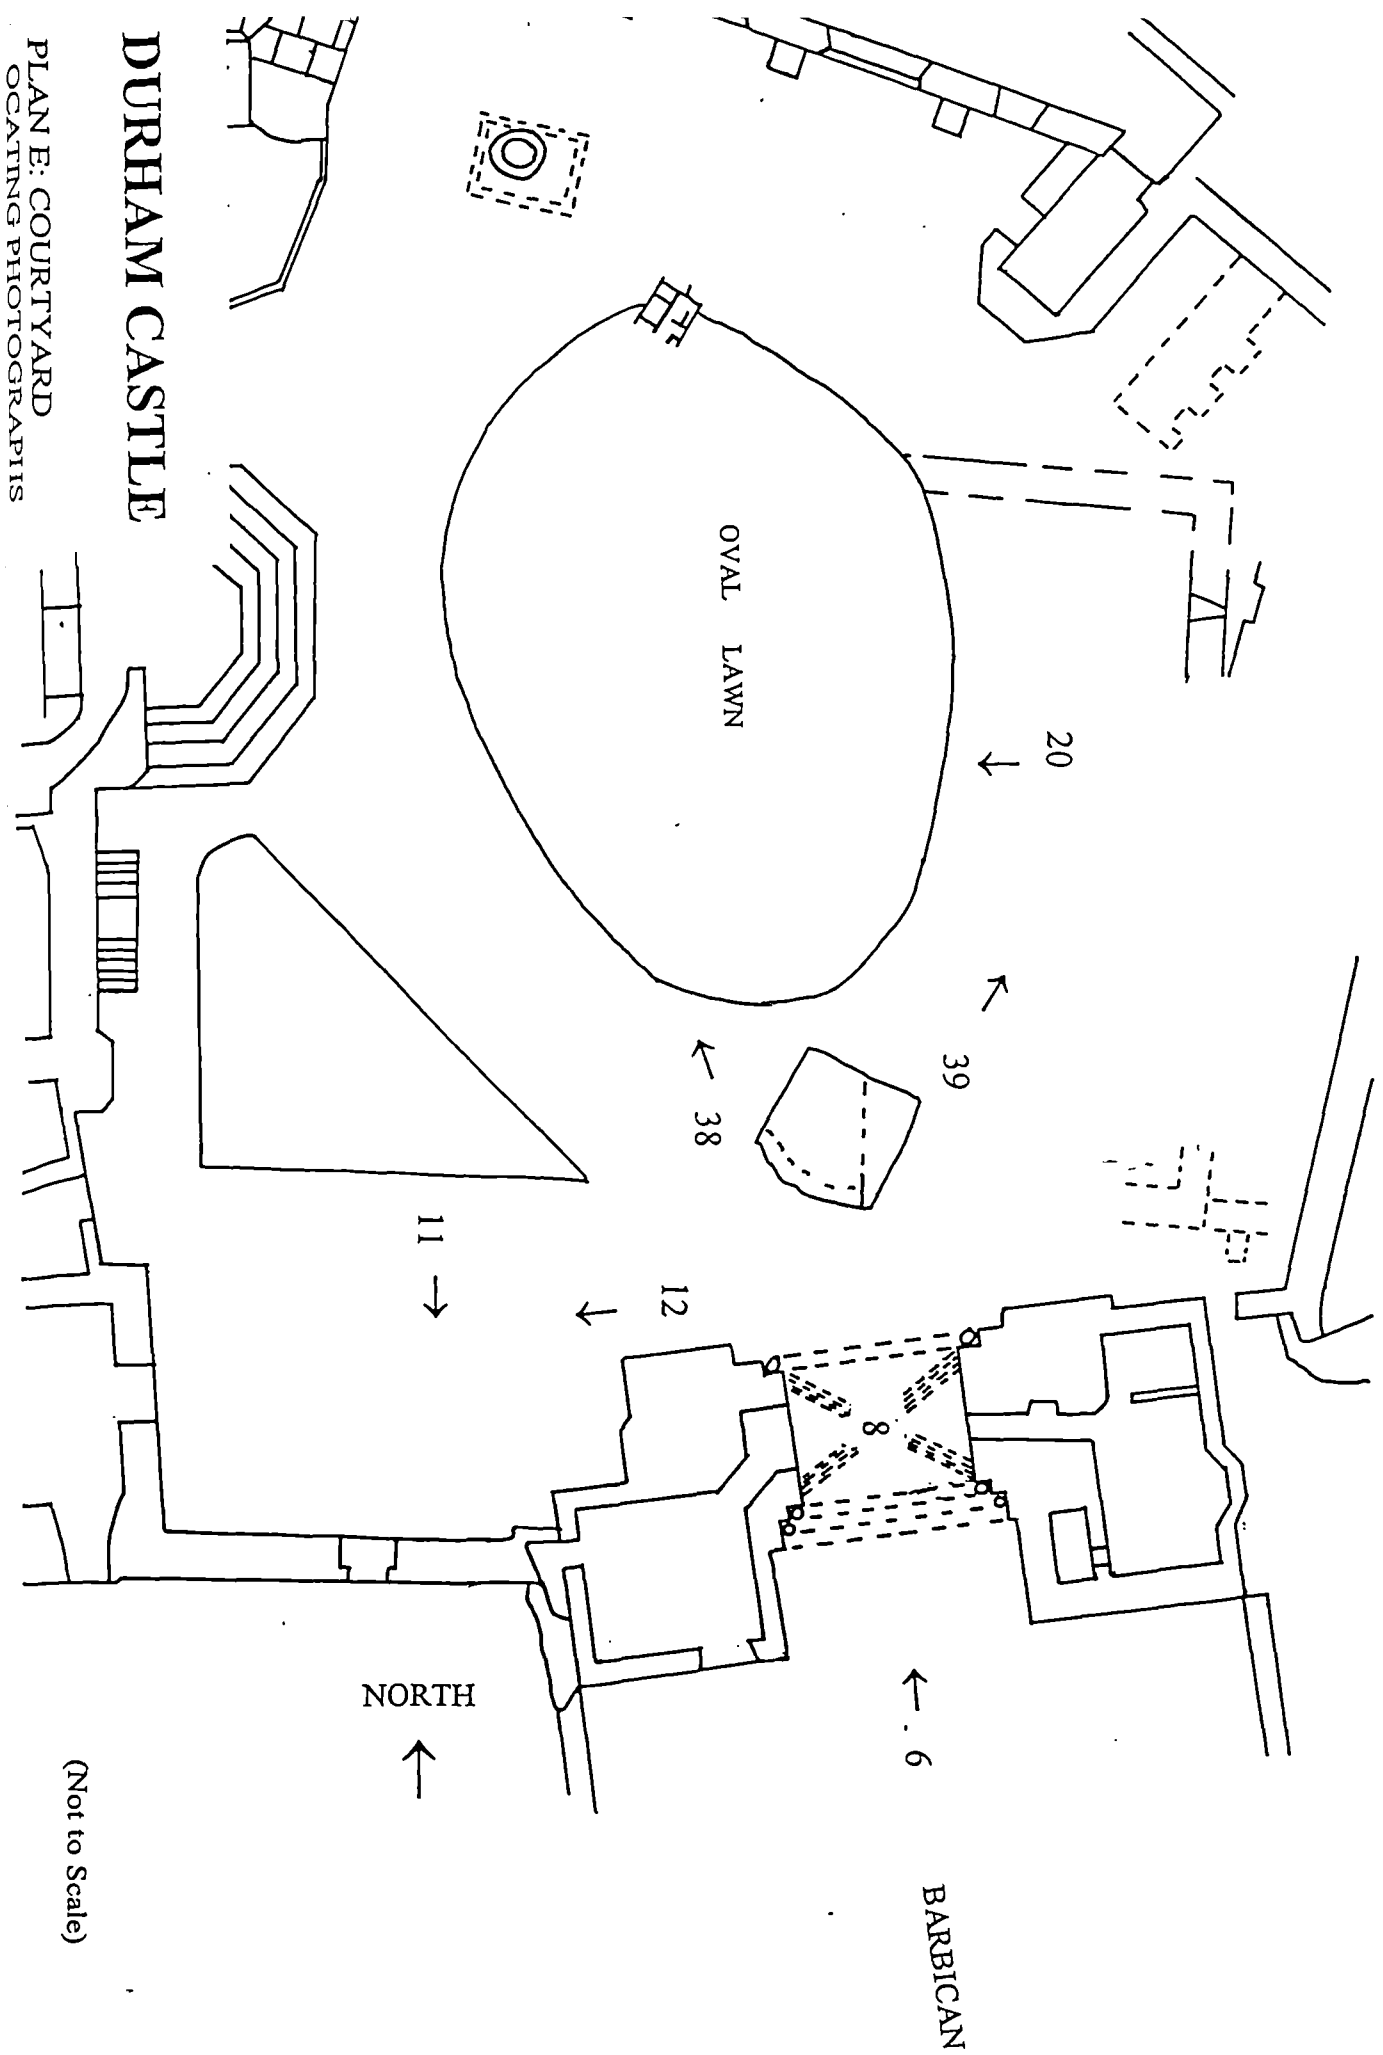 DURHAM CASTLE
PLAN E: COURTYARD
OCATING PHOTOGRAPHS
OVAL LAWN
20
39
38
11
12
8
6
NORTH
BARBICAN
(Not to Scale)